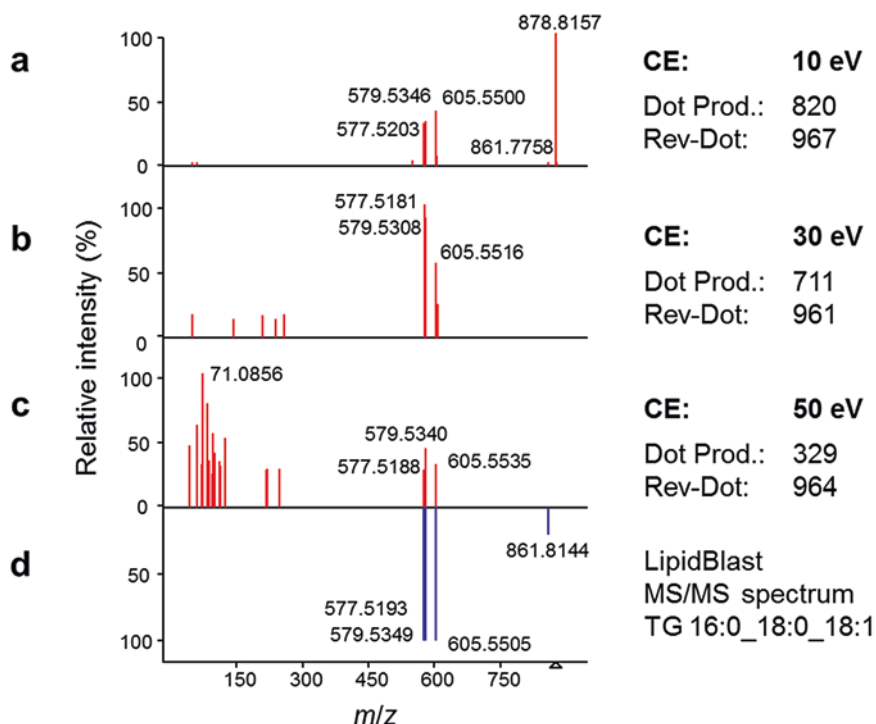 a
878.8157
100
50
0
579.5346
605.5500
577.5203
861.7758
CE: 10 eV
Dot Prod.: 820
Rev-Dot: 967
b
100
50
0
577.5181
579.5308
605.5516
CE: 30 eV
Dot Prod.: 711
Rev-Dot: 961
Relative intensity (%)
c
100
50
0
71.0856
579.5340
577.5188
605.5535
CE: 50 eV
Dot Prod.: 329
Rev-Dot: 964
d
50
100
861.8144
577.5193
579.5349
605.5505
LipidBlast
MS/MS spectrum
TG 16:0_18:0_18:1
150 300 450 600 750
m/z